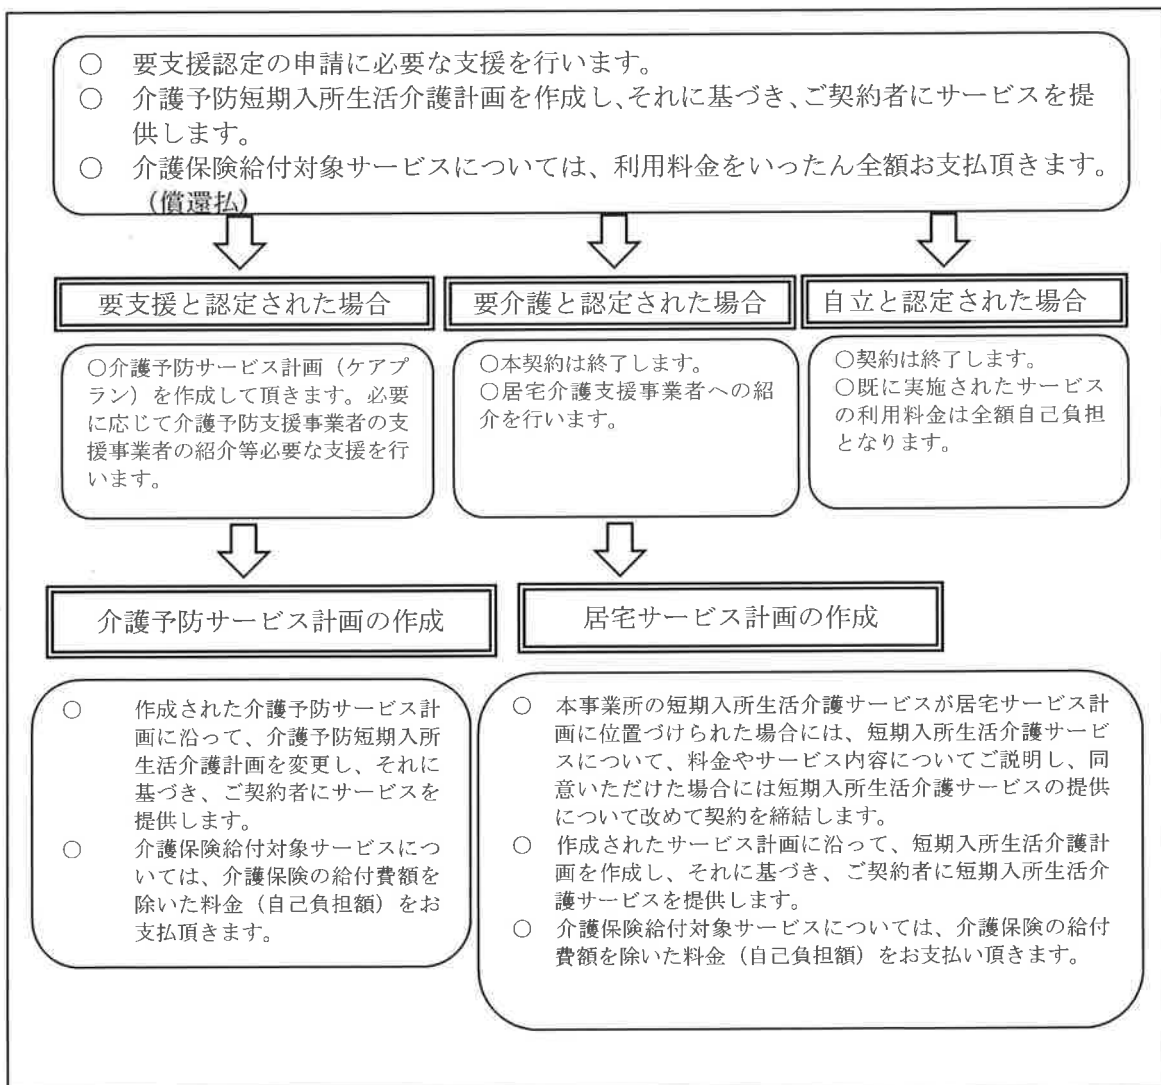 ○ 要支援認定の申請に必要な支援を行います。
○ 介護予防短期入所生活介護計画を作成し、それに基づき、ご契約者にサービスを提
供します。
○ 介護保険給付対象サービスについては、利用料金をいったん全額お支払頂きます。
（償還払）
要支援と認定された場合
要介護と認定された場合
自立と認定された場合
○介護予防サービス計画（ケアプ
ラン）を作成して頂きます。必要
に応じて介護予防支援事業者の支
援事業者の紹介等必要な支援を行
います。
○本契約は終了します。
○居宅介護支援事業者への紹
介を行います。
○契約は終了します。
○既に実施されたサービス
の利用料金は全額自己負担
となります。
介護予防サービス計画の作成
居宅サービス計画の作成
○ 作成された介護予防サービス計
画に沿って、介護予防短期入所
生活介護計画を変更し、それに
基づき、ご契約者にサービスを
提供します。
○ 介護保険給付対象サービスにつ
いては、介護保険の給付費額を
除いた料金（自己負担額）をお
支払頂きます。
○ 本事業所の短期入所生活介護サービスが居宅サービス計
画に位置づけられた場合には、短期入所生活介護サービ
スについて、料金やサービス内容についてご説明し、同
意いただけた場合には短期入所生活介護サービスの提供
について改めて契約を締結します。
○ 作成されたサービス計画に沿って、短期入所生活介護計
画を作成し、それに基づき、ご契約者に短期入所生活介
護サービスを提供します。
○ 介護保険給付対象サービスについては、介護保険の給付
費額を除いた料金（自己負担額）をお支払い頂きます。